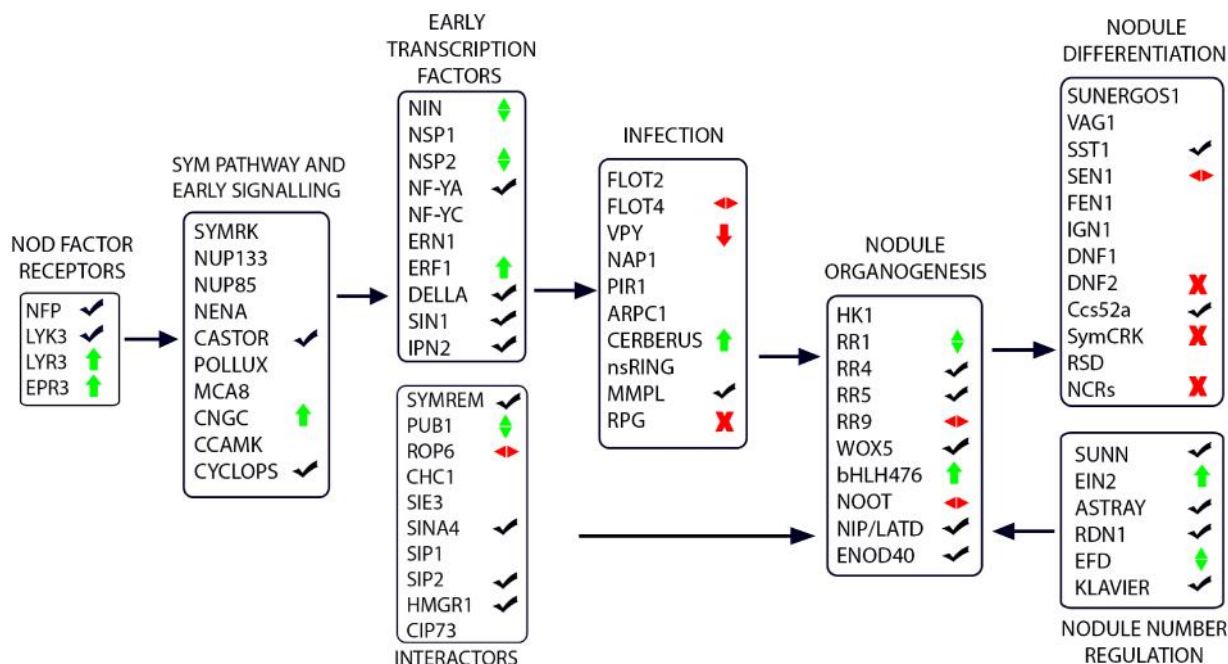 NOD FACTOR
RECEPTORS
NFP
LYK3
LYR3
EPR3
SYM PATHWAY AND
EARLY SIGNALLING
SYMRK
NUP133
NUP85
NENA
CASTOR
POLLUX
MCA8
CNGC
CCAMK
CYCLOPS
EARLY
TRANSCRIPTION
FACTORS
NIN
NSP1
NSP2
NF-YA
NF-YC
ERN1
ERF1
DELLA
SIN1
IPN2
SYMREM
PUB1
ROP6
CHC1
SIE3
SINA4
SIP1
SIP2
HMGR1
CIP73
INTERACTORS
INFECTION
FLOT2
FLOT4
VPY
NAP1
PIR1
ARPC1
CERBERUS
nsRING
MMPL
RPG
NODULE
ORGANOGENESIS
HK1
RR1
RR4
RR5
RR9
WOX5
bHLH476
NOOT
NIP/LATD
ENOD40
NODULE
DIFFERENTIATION
SUNERGOS1
VAG1
SST1
SEN1
FEN1
IGN1
DNF1
DNF2
Ccs52a
SymCRK
RSD
NCRs
SUNN
EIN2
ASTRAY
RDN1
EFD
KLAVIER
NODULE NUMBER
REGULATION